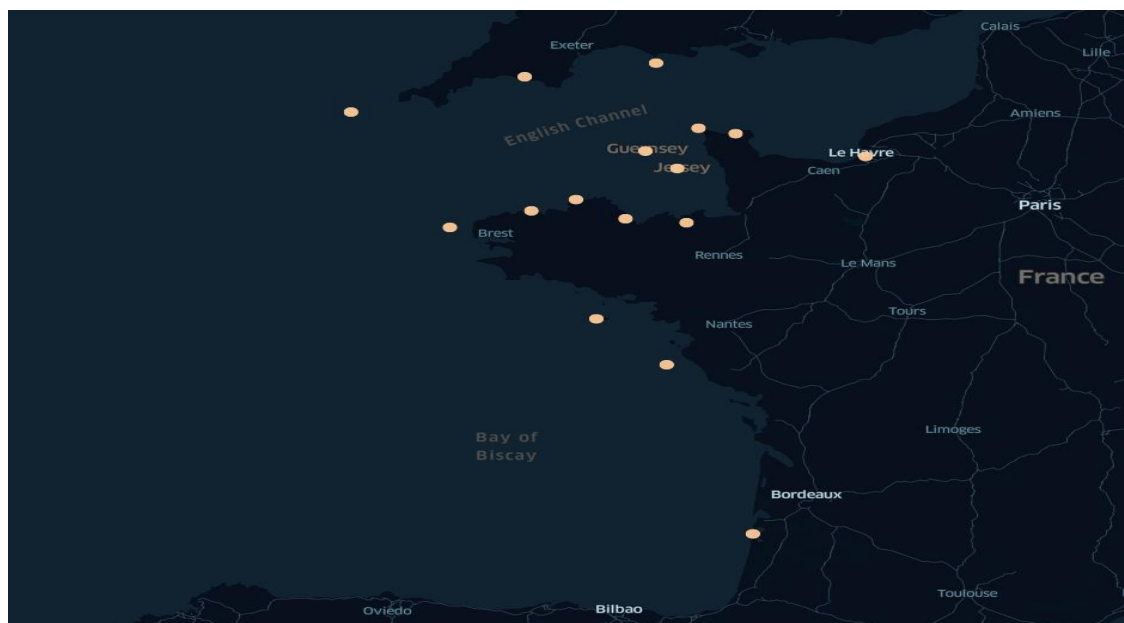 Calais
Exeter
Lille
English Channel
Amiens
Guernsey
Le Havre
Jersey
Caen
Paris
Brest
Rennes
Le Mans
France
Tours
Nantes
Limoges
Bay of
Biscay
Bordeaux
Toulouse
Oviedo
Bilbao